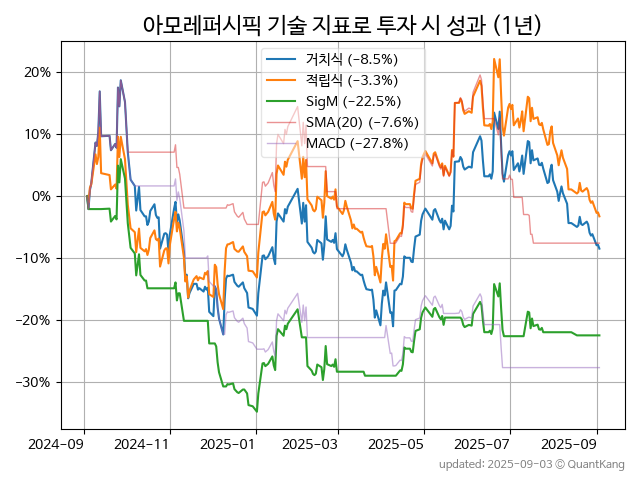 아모레퍼시픽 기술 지표로 투자 시 성과 (1년)
거치식 (−8.5%)
적립식 (−3.3%)
SigM (−22.5%)
SMA(20) (−7.6%)
MACD (−27.8%)
20%
10%
0%
−10%
−20%
−30%
2024-09
2024-11
2025-01
2025-03
2025-05
2025-07
2025-09
updated: 2025-09-03 © QuantKang